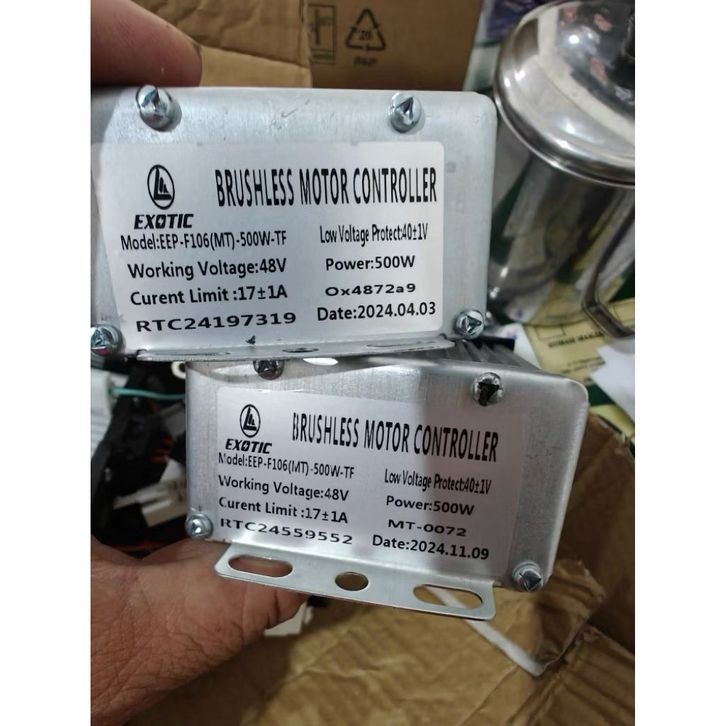 BRUSHLESS MOTOR CONTROLLER
EXOTIC
Model:EEP-F106(MT)-500W-TF Low Voltage Protect:40±1V
Working Voltage:48V Power:500W
Curent Limit :17±1A Ox4872a9
RTC24197319 Date:2024.04.03
BRUSHLESS MOTOR CONTROLLER
EXOTIC
Model:EEP-F106(MT)-500W-TF Low Voltage Protect:40±1V
Working Voltage:48V Power:500W
Curent Limit :17±1A MT-0072
RTC24559552 Date:2024.11.09